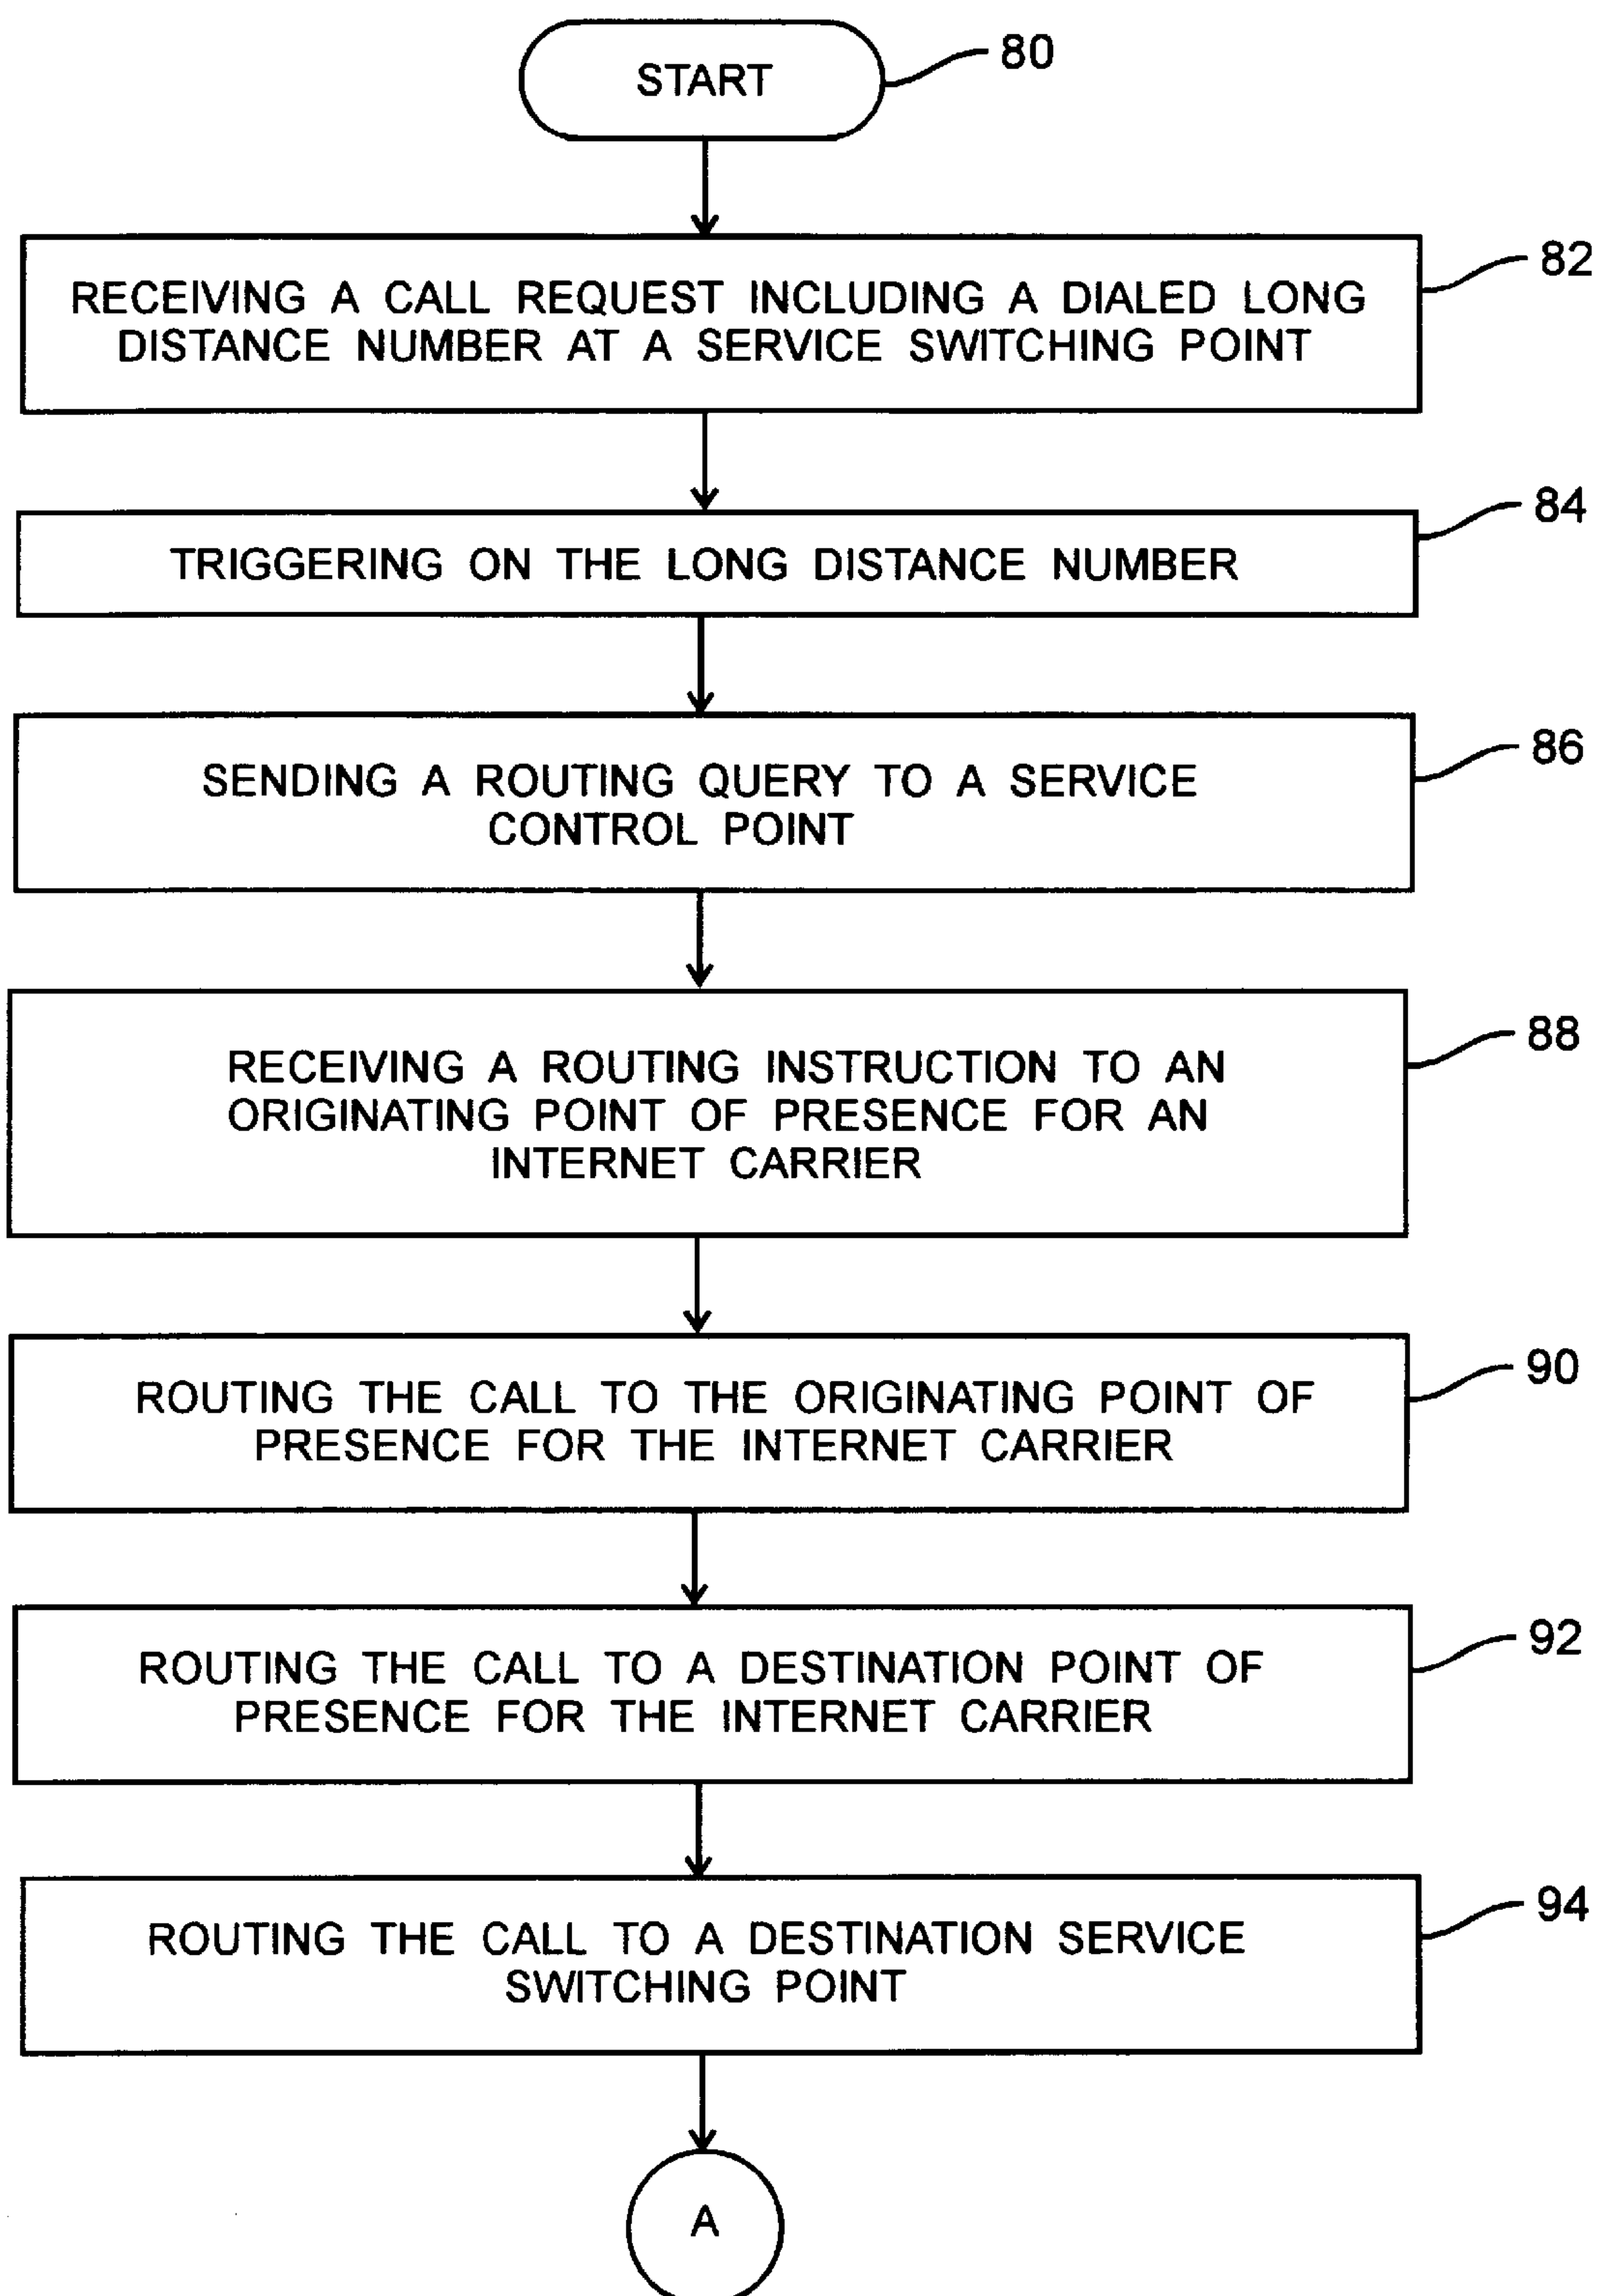 START
80
RECEIVING A CALL REQUEST INCLUDING A DIALED LONG
DISTANCE NUMBER AT A SERVICE SWITCHING POINT
82
TRIGGERING ON THE LONG DISTANCE NUMBER
84
SENDING A ROUTING QUERY TO A SERVICE
CONTROL POINT
86
RECEIVING A ROUTING INSTRUCTION TO AN
ORIGINATING POINT OF PRESENCE FOR AN
INTERNET CARRIER
88
ROUTING THE CALL TO THE ORIGINATING POINT OF
PRESENCE FOR THE INTERNET CARRIER
90
ROUTING THE CALL TO A DESTINATION POINT OF
PRESENCE FOR THE INTERNET CARRIER
92
ROUTING THE CALL TO A DESTINATION SERVICE
SWITCHING POINT
94
A